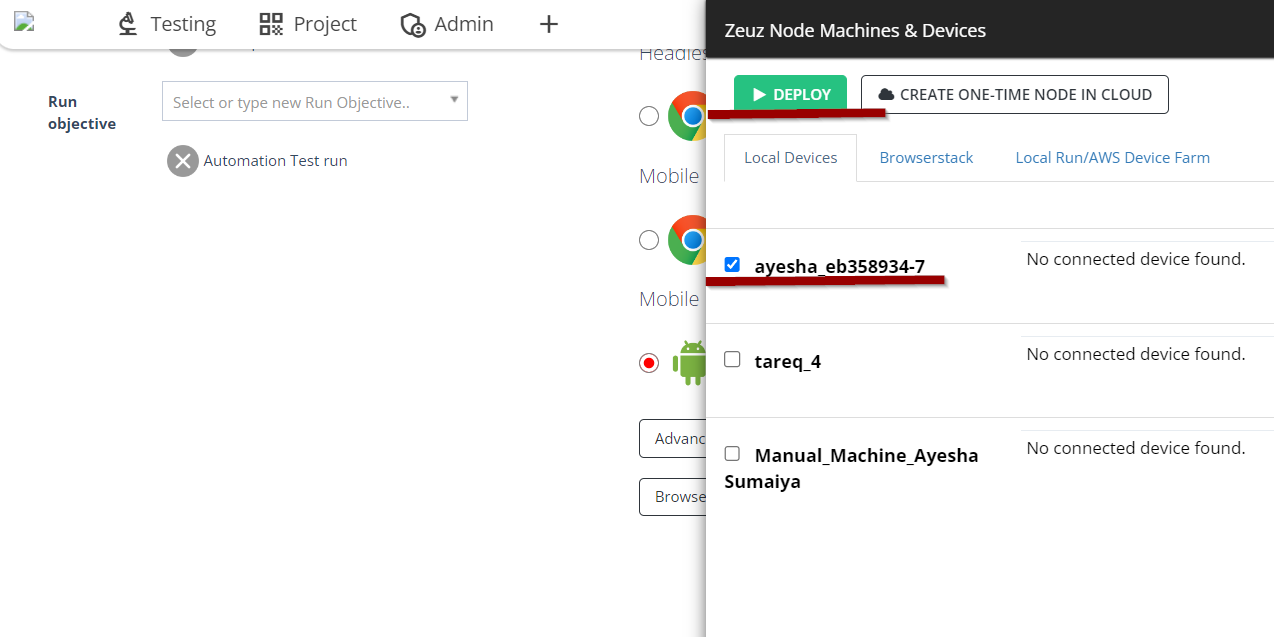 Testing
Project
Admin
Zeuz Node Machines & Devices
Headless
DEPLOY
CREATE ONE-TIME NODE IN CLOUD
Run
objective
Select or type new Run Objective..
Automation Test run
Local Devices
Browserstack
Local Run/AWS Device Farm
Mobile
ayesha_eb358934-7
No connected device found.
Mobile
tareq_4
No connected device found.
Advanc
Manual_Machine_Ayesha
Sumaiya
No connected device found.
Browse